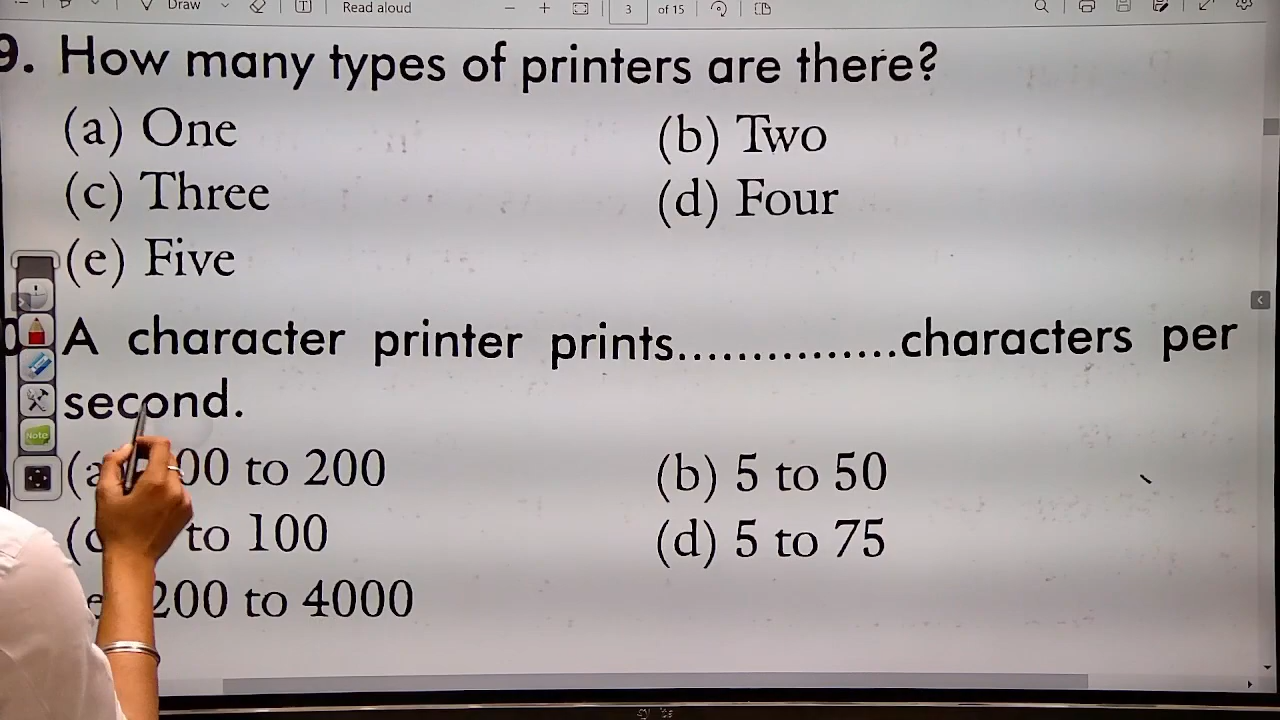 Draw
Read aloud
3 of 15
9. How many types of printers are there?
(a) One (b) Two
(c) Three (d) Four
(e) Five
A character printer prints...............characters per
second.
(a 00 to 200 (b) 5 to 50
to 100 (d) 5 to 75
200 to 4000
Note